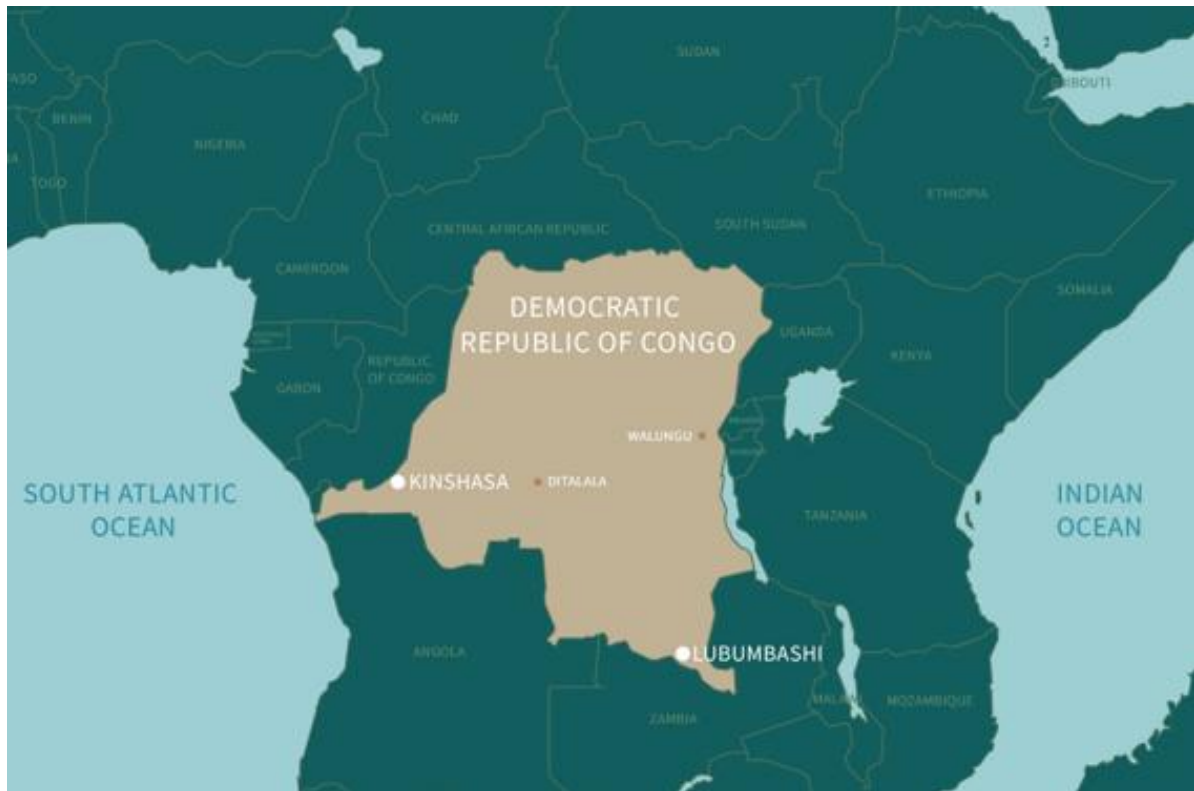 SUDAN
DJIBOUTI
FASO
CHAD
BENIN
NIGERIA
TOGO
ETHIOPIA
SOUTH SUDAN
CENTRAL AFRICAN REPUBLIC
CAMEROON
SOMALIA
DEMOCRATIC
REPUBLIC OF CONGO
UGANDA
KENYA
REPUBLIC
OF CONGO
GABON
WALUNGU
KINSHASA
DITALALA
SOUTH ATLANTIC
OCEAN
INDIAN
OCEAN
TANZANIA
ANGOLA
LUBUMBASHI
MALAWI
MOZAMBIQUE
ZAMBIA